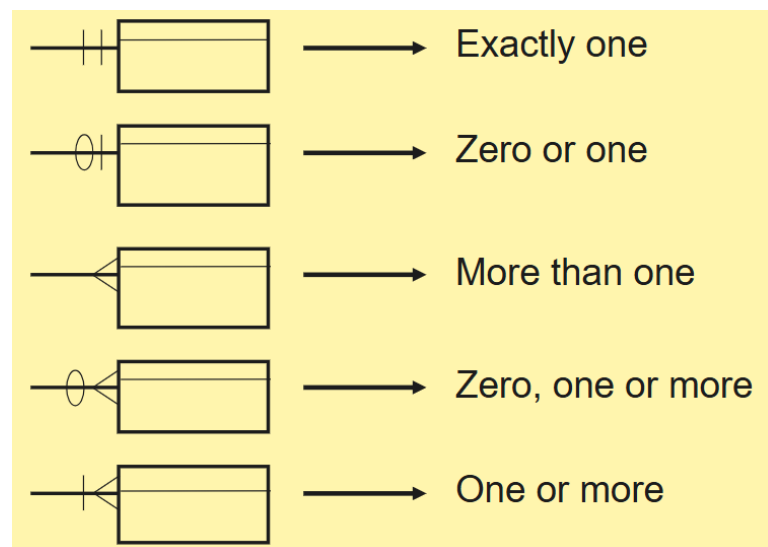 Exactly one
Zero or one
More than one
Zero, one or more
One or more